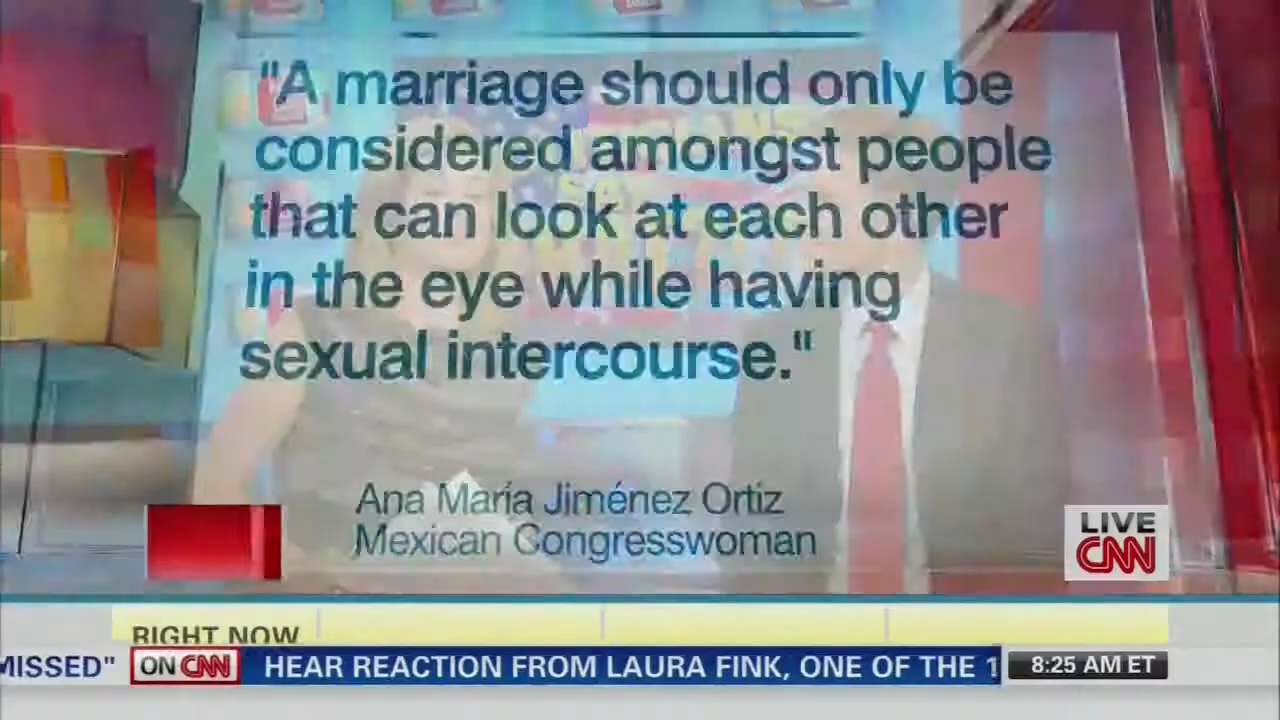 "A marriage should only be
considered amongst people
that can look at each other
in the eye while having
sexual intercourse."
Ana María Jiménez Ortiz
Mexican Congresswoman
LIVE
CNN
RIGHT NOW
MISSED" ON CNN HEAR REACTION FROM LAURA FINK, ONE OF THE 8:25 AM ET